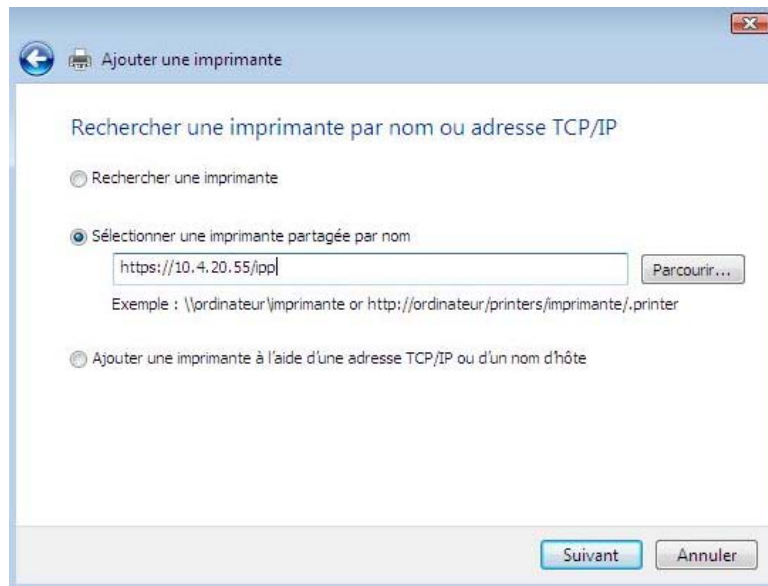 Ajouter une imprimante
Rechercher une imprimante par nom ou adresse TCP/IP
Rechercher une imprimante
Sélectionner une imprimante partagée par nom
https://10.4.20.55/ipp
Parcourir...
Exemple : \\ordinateur\imprimante or http://ordinateur/printers/imprimante/.printer
Ajouter une imprimante à l'aide d'une adresse TCP/IP ou d'un nom d'hôte
Suivant
Annuler